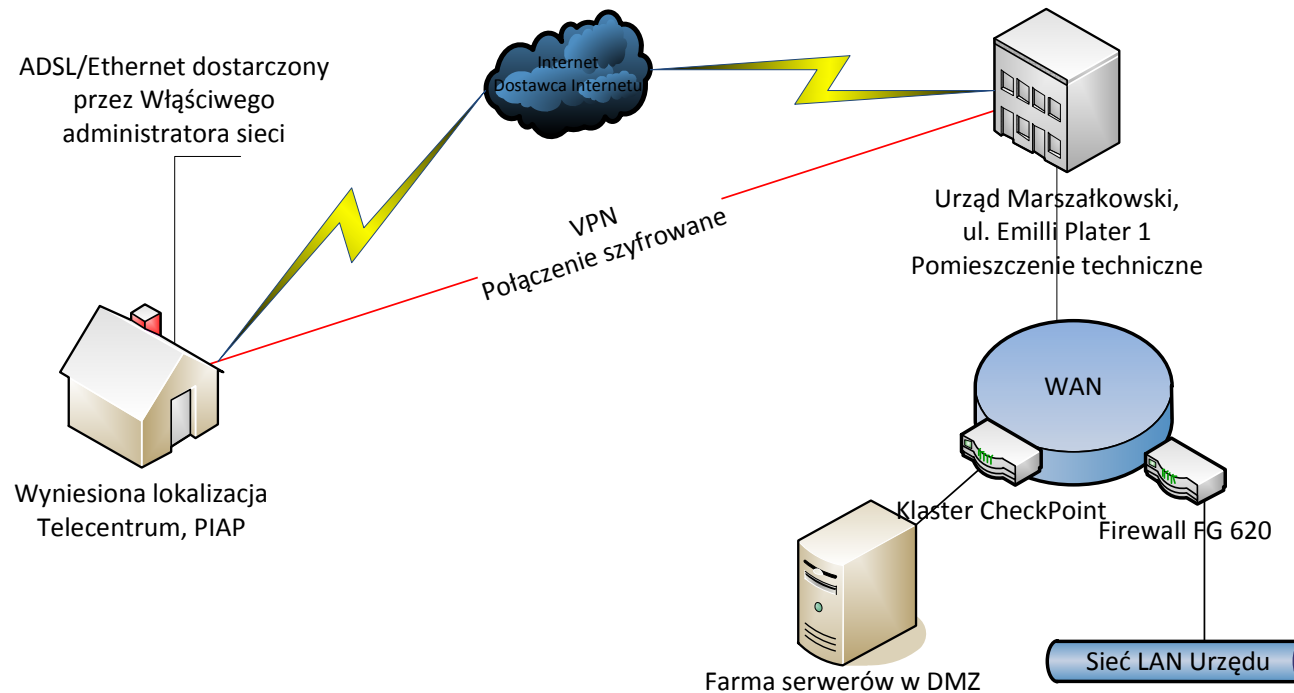 ADSL/Ethernet dostarczony
przez Włąściwego
administratora sieci
Internet
Dostawca Internetu
VPN
Połączenie szyfrowane
Urząd Marszałkowski,
ul. Emilli Plater 1
Pomieszczenie techniczne
WAN
Wyniesiona lokalizacja
Telecentrum, PIAP
Klaster CheckPoint
Firewall FG 620
Sieć LAN Urzędu
Farma serwerów w DMZ